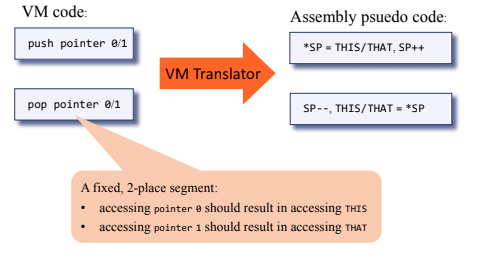 VM code:
Assembly psuedo code:
push pointer 0/1
*SP = THIS/THAT, SP++
VM Translator
pop pointer 0/1
SP--, THIS/THAT = *SP
A fixed, 2-place segment:
• accessing pointer 0 should result in accessing THIS
• accessing pointer 1 should result in accessing THAT